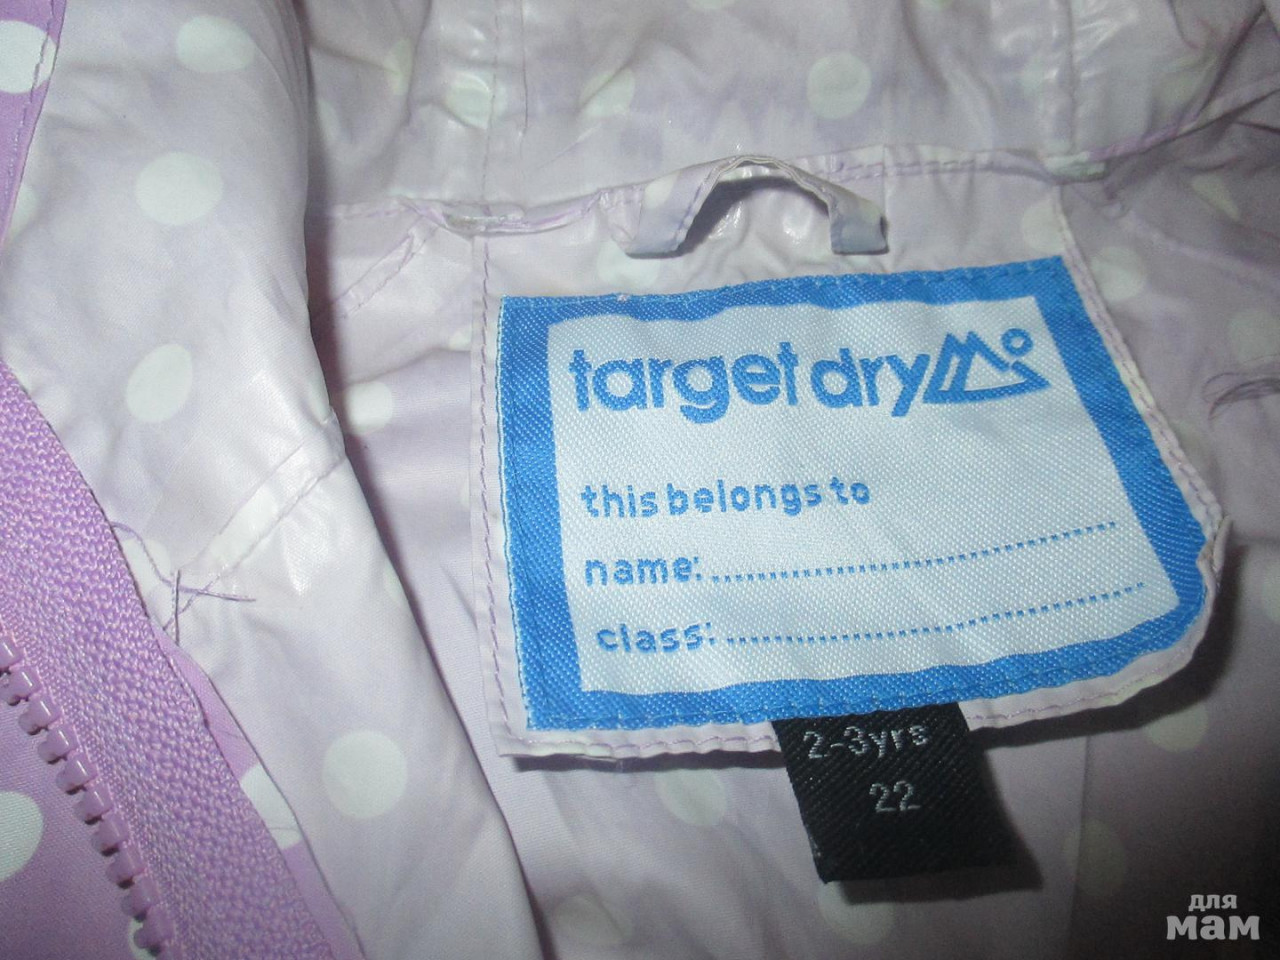 target dry
this belongs to
name:
class:
2-3yrs
22
для
мам